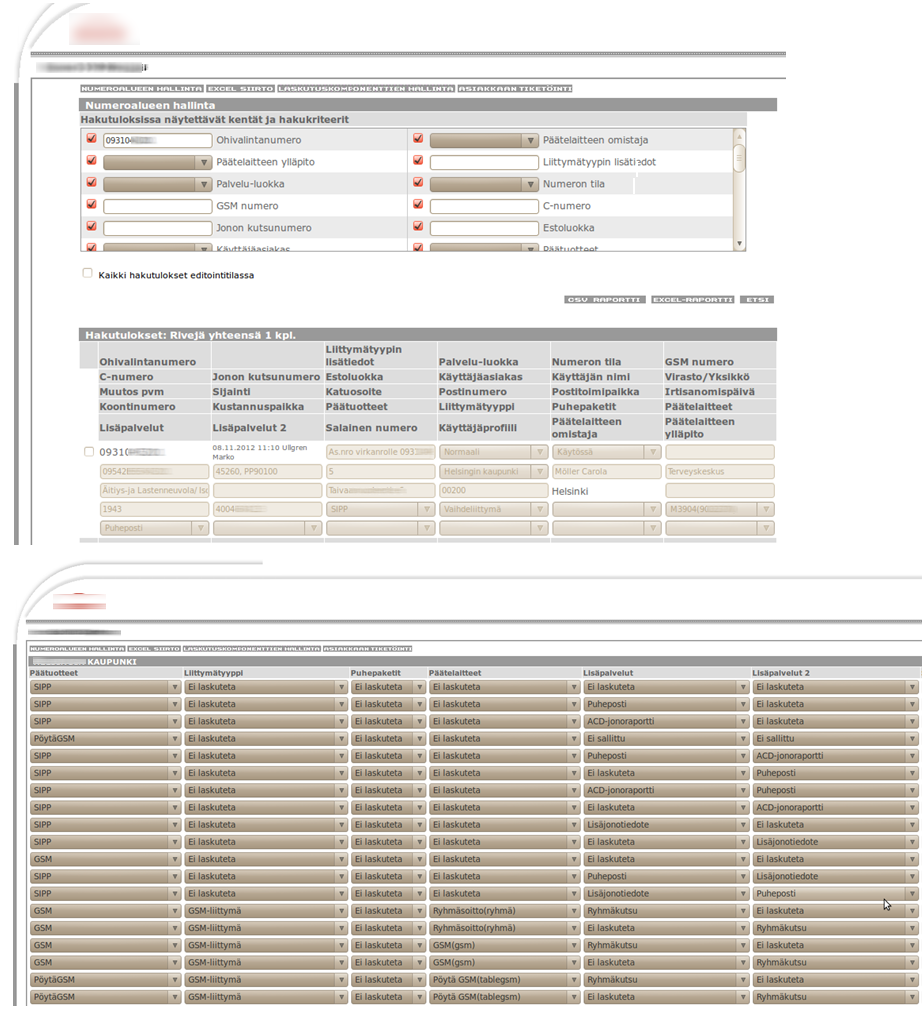 NUMEROALUEEN HALLINTA EXCEL SIIRTO LASKUTUSKOMPONENTTIEN HALLINTA ASIAKKAAN TIKETÖINTI
Numeroalueen hallinta
Hakutuloksissa näytettävät kentät ja hakukriteerit
09310 Ohivalintanumero Päätelaitteen omistaja
Päätelaitteen ylläpito Liittymätyypin lisätiedot
Palvelu-luokka Numeron tila
GSM numero C-numero
Jonon kutsunumero Estoluokka
Käyttäjäasiakas Päätuotteet
Kaikki hakutulokset editointitilassa
CSV RAPORTTI EXCEL-RAPORTTI ETSI
Hakutulokset: Rivejä yhteensä 1 kpl.
Ohivalintanumero Liittymätyypin lisätiedot Palvelu-luokka Numeron tila GSM numero
C-numero Jonon kutsunumero Estoluokka Käyttäjäasiakas Käyttäjän nimi Virasto/Yksikkö
Muutos pvm Sijainti Katuosoite Postinumero Postitoimipaikka Irtisanomispäivä
Koontinumero Kustannuspaikka Päätuotteet Liittymätyyppi Puhepaketit Päätelaitteet
Lisäpalvelut Lisäpalvelut 2 Salainen numero Käyttäjäprofiili Päätelaitteen omistaja Päätelaitteen ylläpito
09310 08.11.2012 11:10 Ullgren Marko As.nro virkanrolle 0931 Normaali Käytössä
09542 45260, PP90100 5 Helsingin kaupunki Möller Carola Terveyskeskus
Äitiys-ja Lastenneuvola/ Iso Taiva 00200 Helsinki
1943 4004 SIPP Vaihdeliittymä M3904(90
Puheposti
NUMEROALUEEN HALLINTA EXCEL SIIRTO LASKUTUSKOMPONENTTIEN HALLINTA ASIAKKAAN TIKETÖINTI
KAUPUNKI
Päätuotteet Liittymätyyppi Puhepaketit Päätelaitteet Lisäpalvelut Lisäpalvelut 2
SIPP Ei laskuteta Ei laskuteta Ei laskuteta Ei laskuteta Ei laskuteta
SIPP Ei laskuteta Ei laskuteta Ei laskuteta Puheposti Ei laskuteta
SIPP Ei laskuteta Ei laskuteta Ei laskuteta ACD-jonoraportti Ei laskuteta
PöytäGSM Ei laskuteta Ei laskuteta Ei laskuteta Ei sallittu Ei sallittu
SIPP Ei laskuteta Ei laskuteta Ei laskuteta Puheposti ACD-jonoraportti
SIPP Ei laskuteta Ei laskuteta Ei laskuteta Ei laskuteta Puheposti
SIPP Ei laskuteta Ei laskuteta Ei laskuteta ACD-jonoraportti Puheposti
SIPP Ei laskuteta Ei laskuteta Ei laskuteta Ei laskuteta ACD-jonoraportti
SIPP Ei laskuteta Ei laskuteta Ei laskuteta Lisäjonotiedote Ei laskuteta
SIPP Ei laskuteta Ei laskuteta Ei laskuteta Ei laskuteta Lisäjonotiedote
GSM Ei laskuteta Ei laskuteta Ei laskuteta Ei laskuteta Ei laskuteta
SIPP Ei laskuteta Ei laskuteta Ei laskuteta Puheposti Lisäjonotiedote
SIPP Ei laskuteta Ei laskuteta Ei laskuteta Lisäjonotiedote Puheposti
GSM GSM-liittymä Ei laskuteta Ryhmäsoitto(ryhmä) Ryhmäkutsu Ei laskuteta
GSM GSM-liittymä Ei laskuteta Ryhmäsoitto(ryhmä) Ei laskuteta Ryhmäkutsu
GSM GSM-liittymä Ei laskuteta GSM(gsm) Ryhmäkutsu Ei laskuteta
GSM GSM-liittymä Ei laskuteta GSM(gsm) Ei laskuteta Ryhmäkutsu
PöytäGSM GSM-liittymä Ei laskuteta Pöytä GSM(tablegsm) Ryhmäkutsu Ei laskuteta
PöytäGSM GSM-liittymä Ei laskuteta Pöytä GSM(tablegsm) Ei laskuteta Ryhmäkutsu